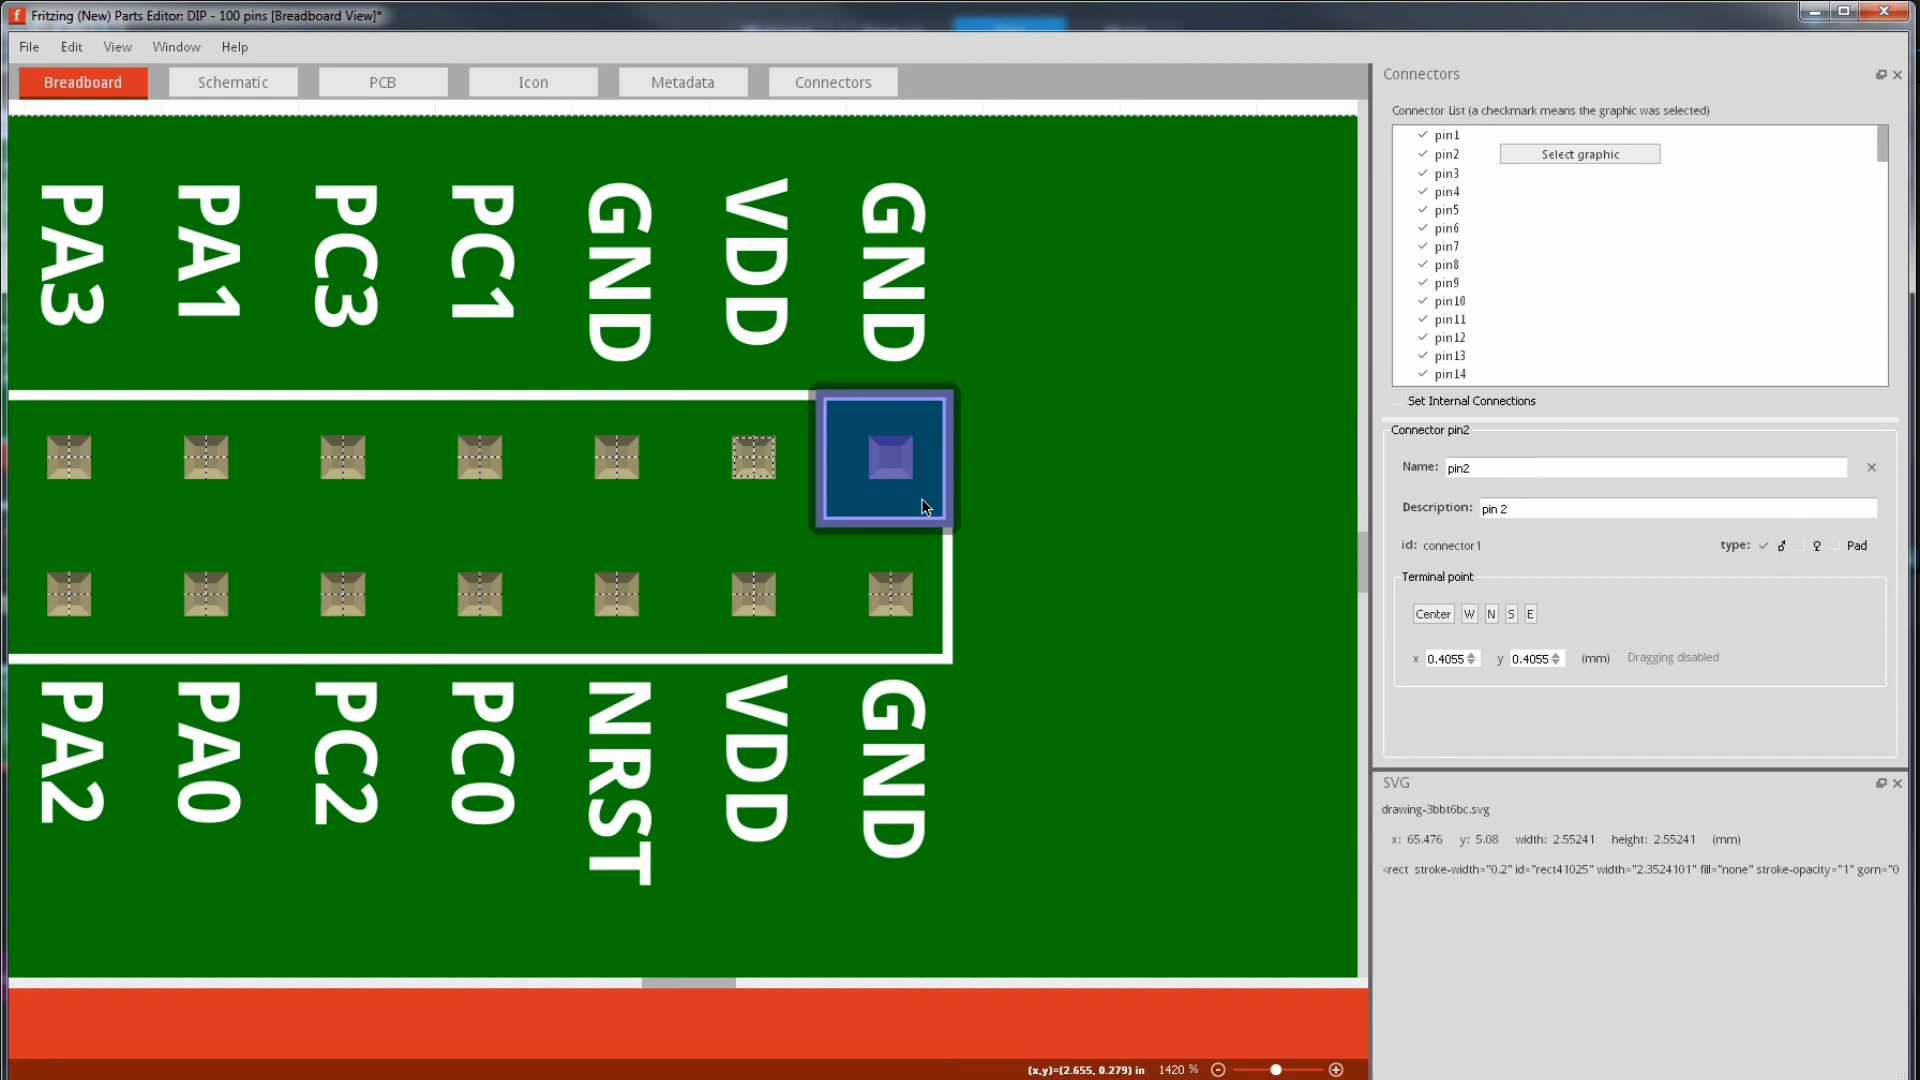 Fritzing (New) Parts Editor: DIP - 100 pins [Breadboard View]*
File Edit View Window Help
Breadboard Schematic PCB Icon Metadata Connectors
PA3 PA1 PC3 PC1 GND VDD GND
PA2 PA0 PC2 PC0 NRST VDD GND
(x,y)=(2.655, 0.279) in 1420 %
Connectors
Connector List (a checkmark means the graphic was selected)
pin1
pin2 Select graphic
pin3
pin4
pin5
pin6
pin7
pin8
pin9
pin10
pin11
pin12
pin13
pin14
Set Internal Connections
Connector pin2
Name: pin2
Description: pin 2
id: connector1 type: ♂ ♀ Pad
Terminal point
Center W N S E
x 0.4055 y 0.4055 (mm) Dragging disabled
SVG
drawing-3bbt6bc.svg
x: 65.476 y: 5.08 width: 2.55241 height: 2.55241 (mm)
<rect stroke-width="0.2" id="rect41025" width="2.3524101" fill="none" stroke-opacity="1" gorn="0